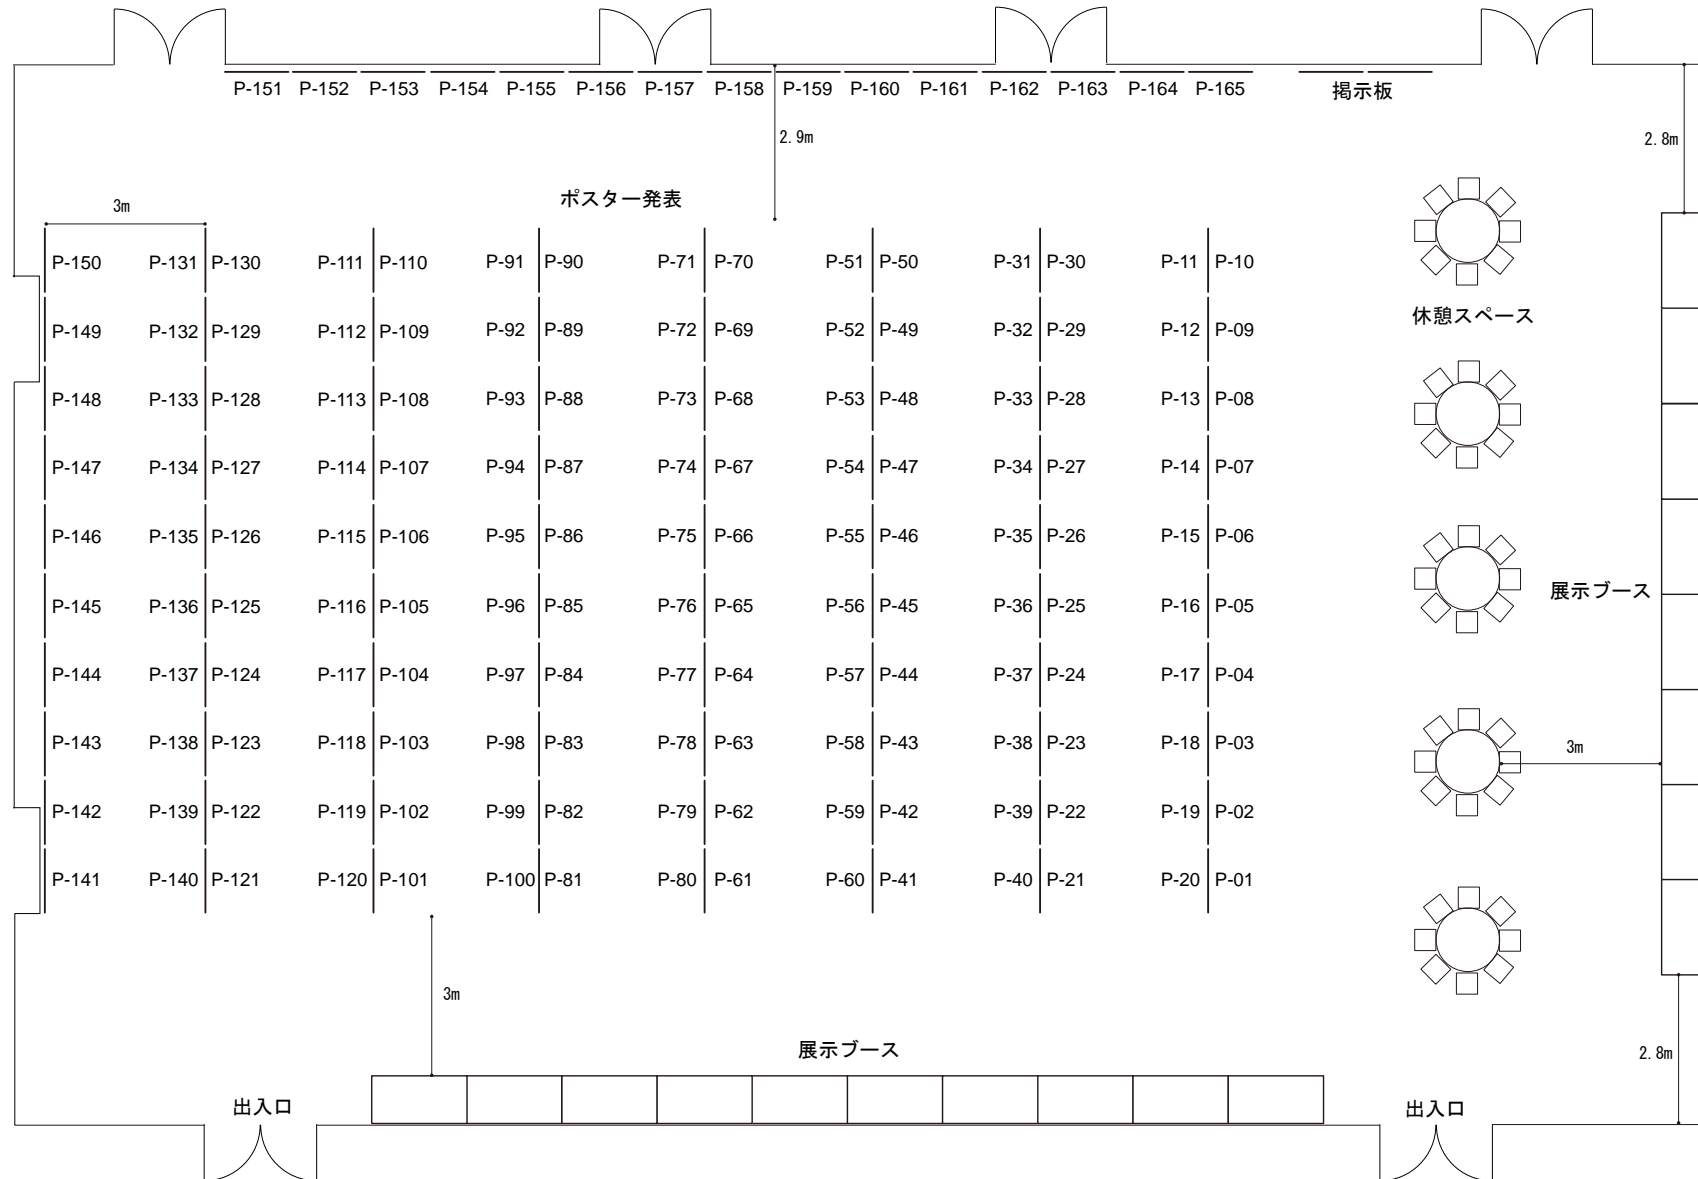 P-151 P-152 P-153 P-154 P-155 P-156 P-157 P-158 P-159 P-160 P-161 P-162 P-163 P-164 P-165 掲示板
2.9m 2.8m
ポスター発表
3m
P-150 P-131 P-130 P-111 P-110 P-91 P-90 P-71 P-70 P-51 P-50 P-31 P-30 P-11 P-10
休憩スペース
P-149 P-132 P-129 P-112 P-109 P-92 P-89 P-72 P-69 P-52 P-49 P-32 P-29 P-12 P-09
P-148 P-133 P-128 P-113 P-108 P-93 P-88 P-73 P-68 P-53 P-48 P-33 P-28 P-13 P-08
P-147 P-134 P-127 P-114 P-107 P-94 P-87 P-74 P-67 P-54 P-47 P-34 P-27 P-14 P-07
P-146 P-135 P-126 P-115 P-106 P-95 P-86 P-75 P-66 P-55 P-46 P-35 P-26 P-15 P-06
展示ブース
P-145 P-136 P-125 P-116 P-105 P-96 P-85 P-76 P-65 P-56 P-45 P-36 P-25 P-16 P-05
P-144 P-137 P-124 P-117 P-104 P-97 P-84 P-77 P-64 P-57 P-44 P-37 P-24 P-17 P-04
P-143 P-138 P-123 P-118 P-103 P-98 P-83 P-78 P-63 P-58 P-43 P-38 P-23 P-18 P-03
3m
P-142 P-139 P-122 P-119 P-102 P-99 P-82 P-79 P-62 P-59 P-42 P-39 P-22 P-19 P-02
P-141 P-140 P-121 P-120 P-101 P-100 P-81 P-80 P-61 P-60 P-41 P-40 P-21 P-20 P-01
3m
展示ブース
2.8m
出入口 出入口